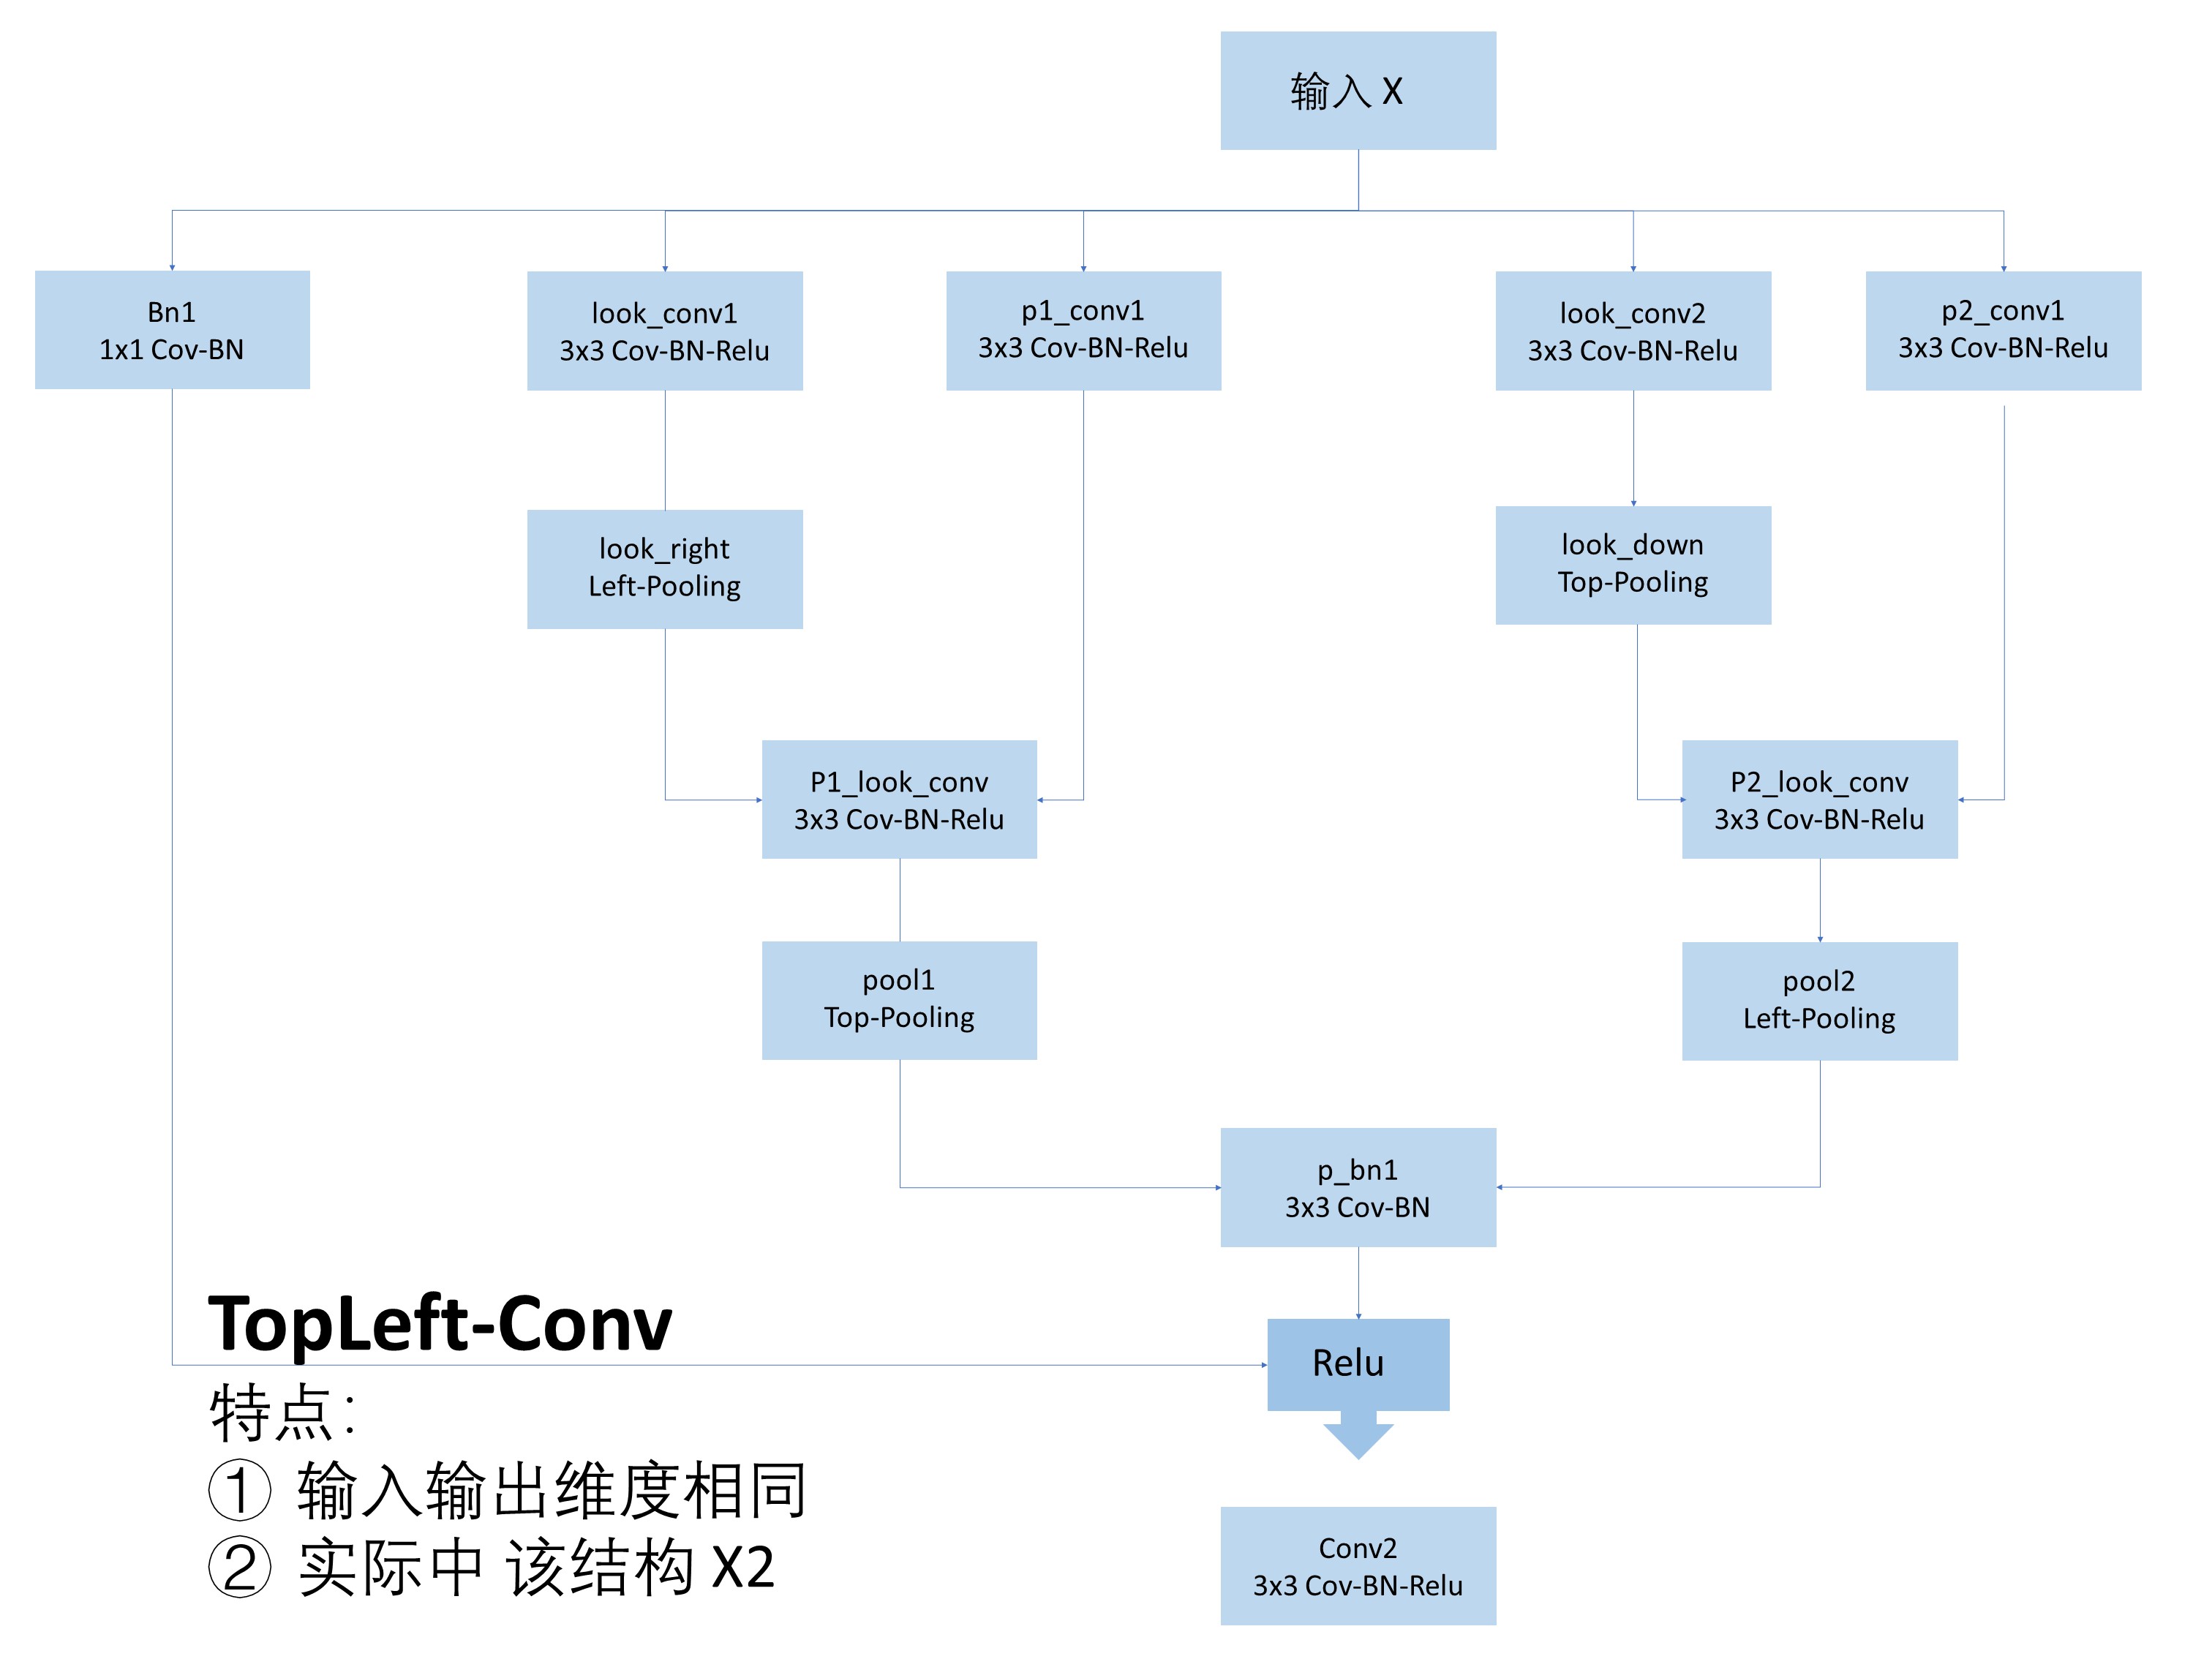 输入 X
Bn1
1x1 Cov-BN
look_conv1
3x3 Cov-BN-Relu
p1_conv1
3x3 Cov-BN-Relu
look_conv2
3x3 Cov-BN-Relu
p2_conv1
3x3 Cov-BN-Relu
look_right
Left-Pooling
look_down
Top-Pooling
P1_look_conv
3x3 Cov-BN-Relu
P2_look_conv
3x3 Cov-BN-Relu
pool1
Top-Pooling
pool2
Left-Pooling
p_bn1
3x3 Cov-BN
Relu
Conv2
3x3 Cov-BN-Relu
TopLeft-Conv
特点：
① 输入输出维度相同
② 实际中 该结构 X2